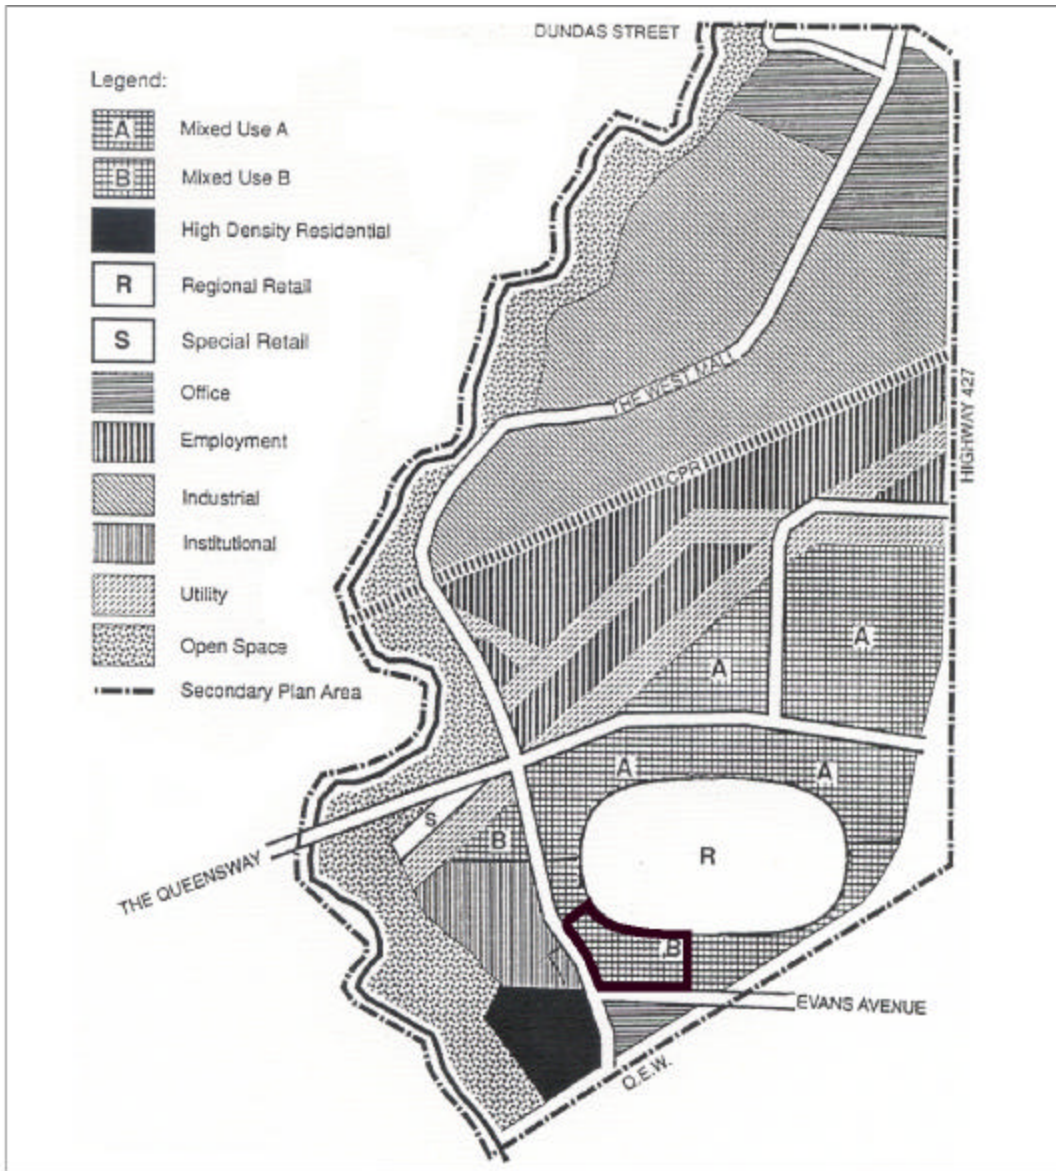 DUNDAS STREET
Legend:
A Mixed Use A
B Mixed Use B
High Density Residential
R Regional Retail
S Special Retail
Office
Employment
Industrial
Institutional
Utility
Open Space
Secondary Plan Area
THE WEST MALL
HIGHWAY 427
CPR
A
A
A
A
S
B
R
THE QUEENSWAY
B
EVANS AVENUE
Q.E.W.